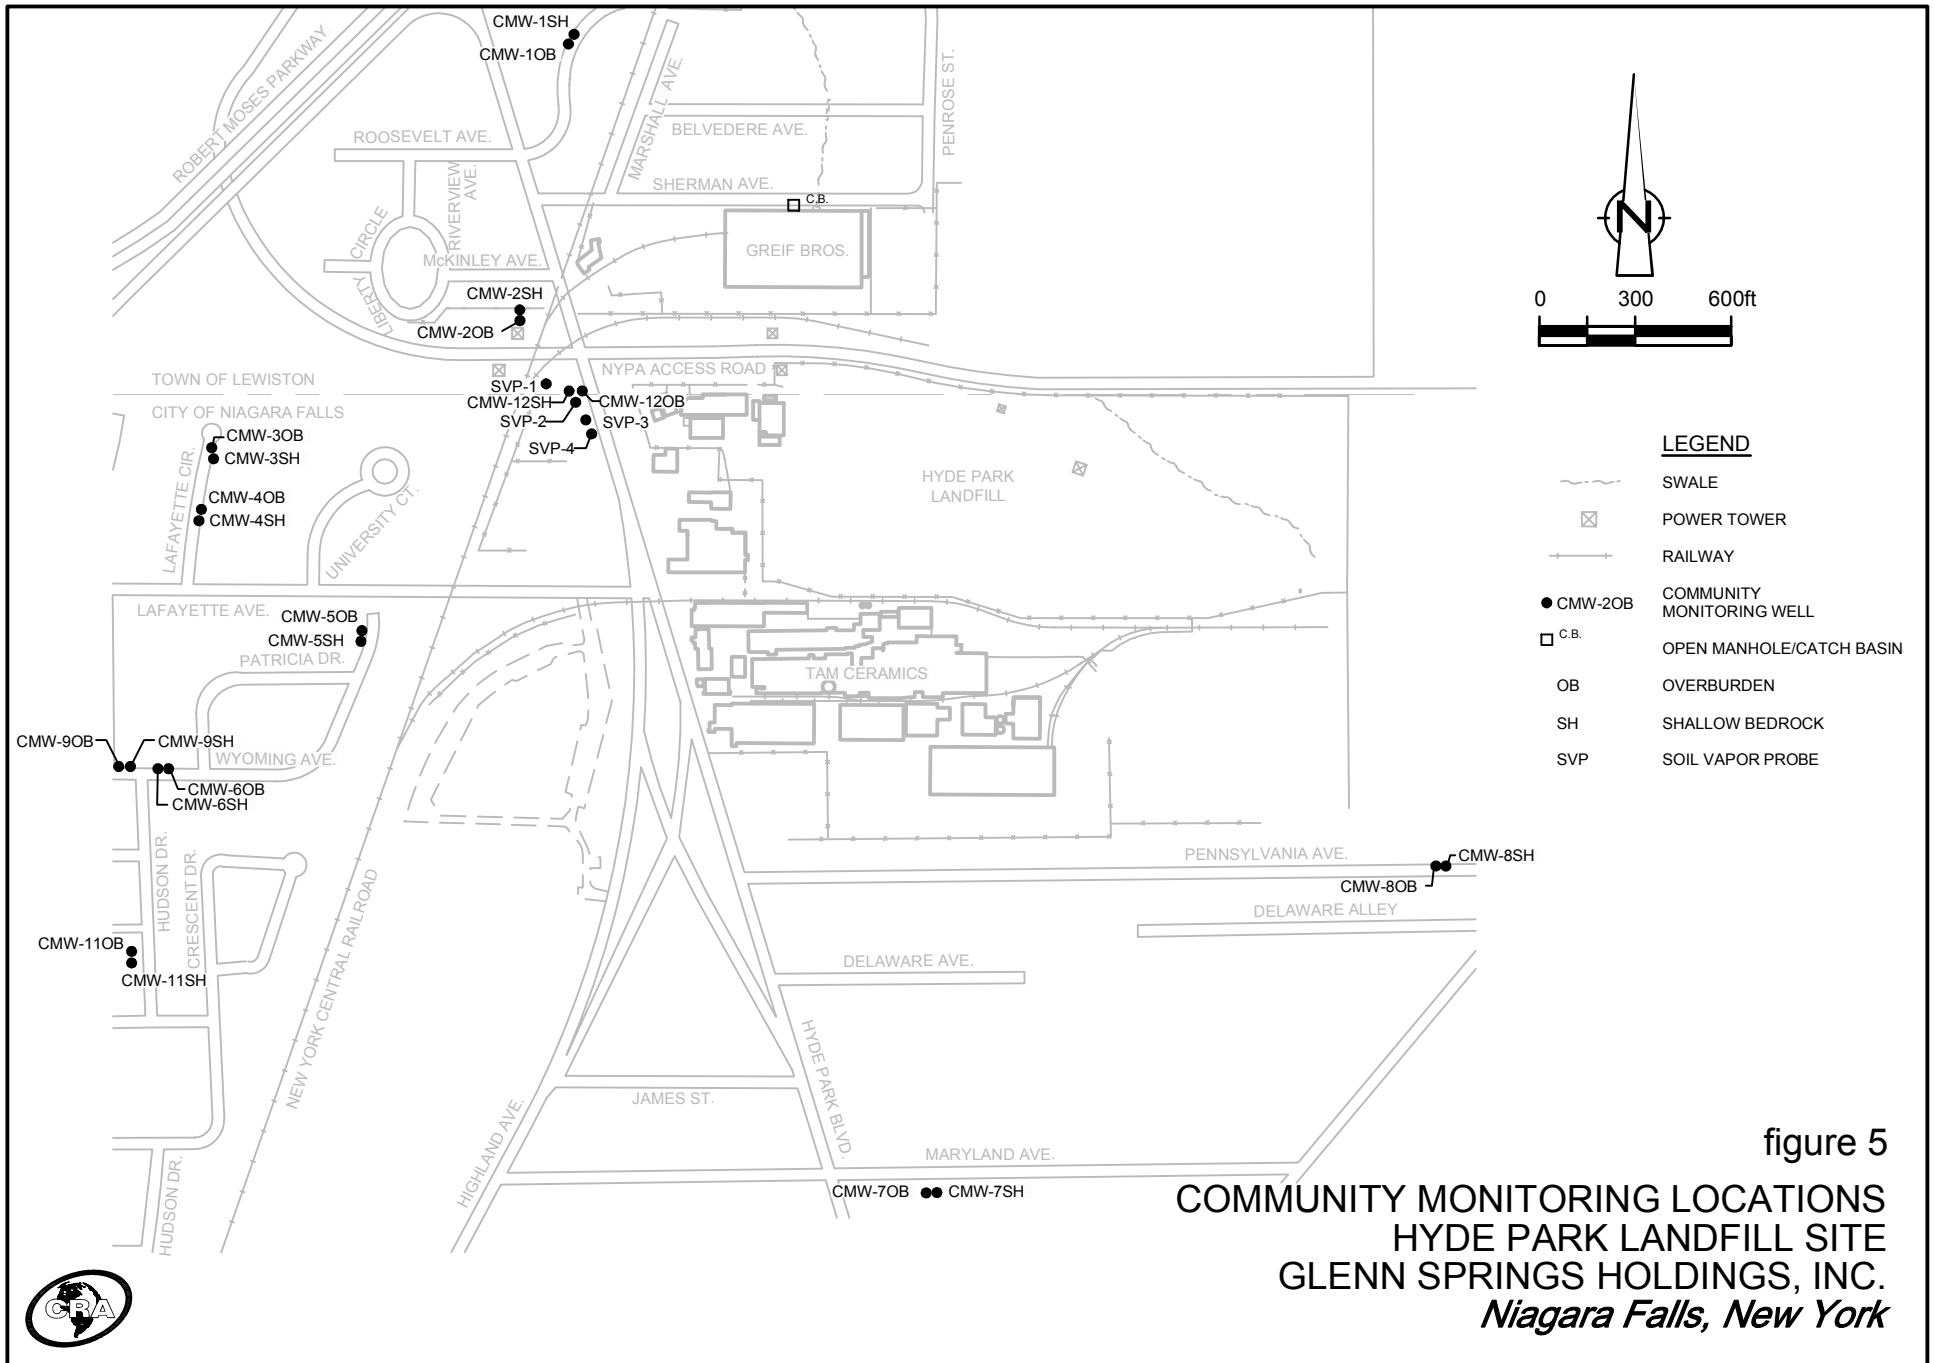 CMW-1SH
CMW-1OB
ROBERT MOSES PARKWAY
MARSHALL AVE.
PENROSE ST.
ROOSEVELT AVE.
BELVEDERE AVE.
RIVERVIEW
AVE.
SHERMAN AVE.
C.B.
LIBERTY CIRCLE
McKINLEY AVE.
GREIF BROS.
CMW-2SH
CMW-2OB
NYPA ACCESS ROAD
TOWN OF LEWISTON
CITY OF NIAGARA FALLS
SVP-1
CMW-12SH
CMW-12OB
SVP-2
SVP-3
SVP-4
CMW-3OB
CMW-3SH
CMW-4OB
CMW-4SH
LAFAYETTE CIR.
UNIVERSITY CT.
HYDE PARK
LANDFILL
LAFAYETTE AVE.
CMW-5OB
CMW-5SH
PATRICIA DR.
TAM CERAMICS
CMW-9OB
CMW-9SH
WYOMING AVE.
CMW-6OB
CMW-6SH
HUDSON DR.
CRESCENT DR.
NEW YORK CENTRAL RAILROAD
PENNSYLVANIA AVE.
CMW-8SH
CMW-8OB
DELAWARE ALLEY
CMW-11OB
CMW-11SH
DELAWARE AVE.
HYDE PARK BLVD.
JAMES ST.
HIGHLAND AVE.
MARYLAND AVE.
CMW-7OB
CMW-7SH
HUDSON DR.
N
0 300 600ft
LEGEND
SWALE
POWER TOWER
RAILWAY
CMW-2OB COMMUNITY
MONITORING WELL
C.B. OPEN MANHOLE/CATCH BASIN
OB OVERBURDEN
SH SHALLOW BEDROCK
SVP SOIL VAPOR PROBE
figure 5
COMMUNITY MONITORING LOCATIONS
HYDE PARK LANDFILL SITE
GLENN SPRINGS HOLDINGS, INC.
Niagara Falls, New York
CRA